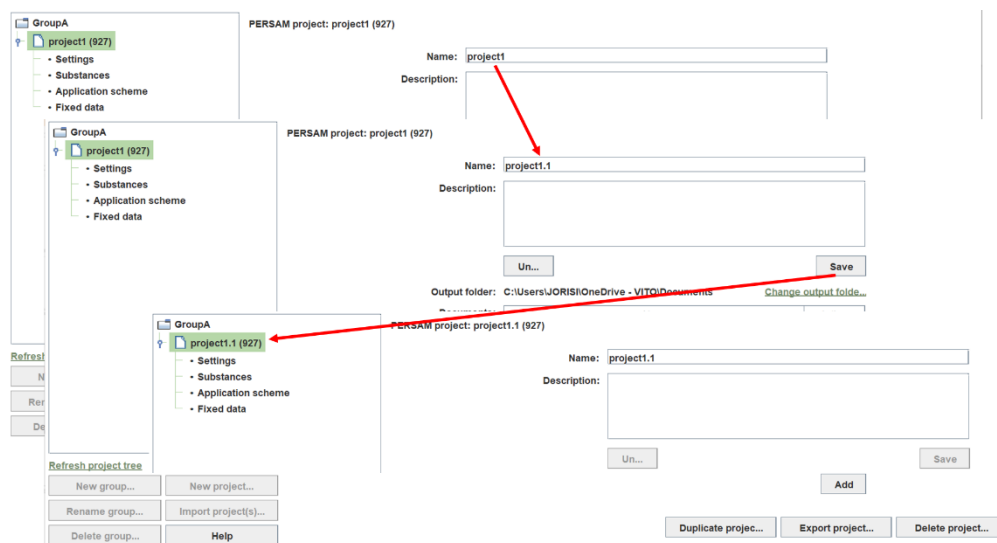 GroupA
project1 (927)
• Settings
• Substances
• Application scheme
• Fixed data
PERSAM project: project1 (927)
Name: project1
Description:
GroupA
project1 (927)
• Settings
• Substances
• Application scheme
• Fixed data
PERSAM project: project1 (927)
Name: project1.1
Description:
Un... Save
Output folder: C:\Users\JORISI\OneDrive - VITO\Documents Change output folde...
GroupA
project1.1 (927)
• Settings
• Substances
• Application scheme
• Fixed data
PERSAM project: project1.1 (927)
Name: project1.1
Description:
Un... Save
Add
Duplicate projec... Export project... Delete project...
Refresh project tree
New group... New project...
Rename group... Import project(s)...
Delete group... Help